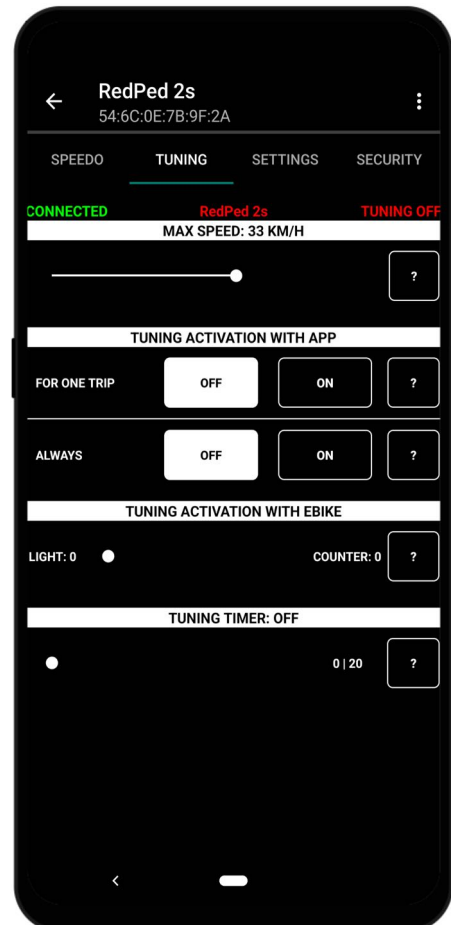 RedPed 2s
54:6C:0E:7B:9F:2A
SPEEDO TUNING SETTINGS SECURITY
CONNECTED RedPed 2s TUNING OFF
MAX SPEED: 33 KM/H
?
TUNING ACTIVATION WITH APP
FOR ONE TRIP OFF ON ?
ALWAYS OFF ON ?
TUNING ACTIVATION WITH EBIKE
LIGHT: 0 COUNTER: 0 ?
TUNING TIMER: OFF
0 | 20 ?